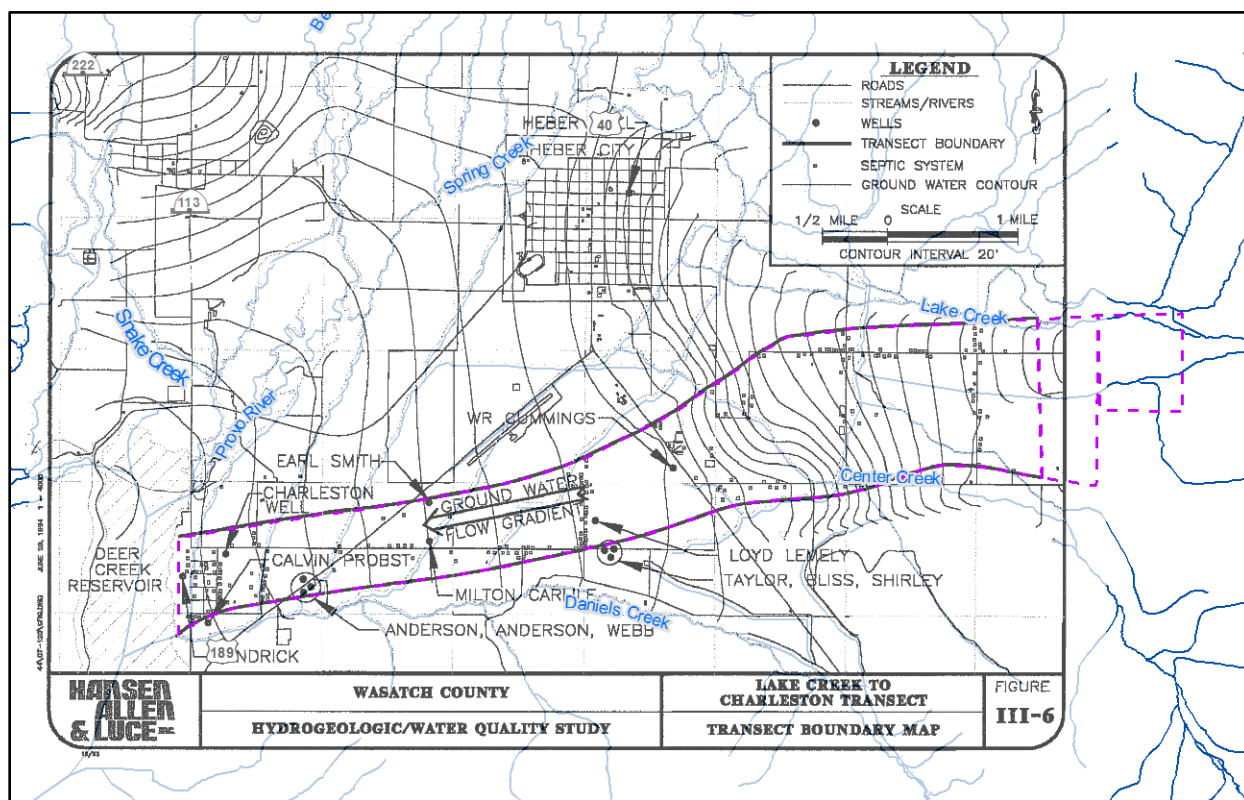 Be
222
HEBER
40
L
HEBER CITY
Spring Creek
113
LEGEND
ROADS
STREAMS/RIVERS
WELLS
TRANSECT BOUNDARY
SEPTIC SYSTEM
GROUND WATER CONTOUR
SCALE
1/2 MILE 0 1 MILE
CONTOUR INTERVAL 20'
Lake Creek
Snake Creek
Provo River
WR CUMMINGS
EARL SMITH
CHARLESTON
WELL
GROUND WATER
FLOW GRADIENT
Center Creek
DEER
CREEK
RESERVOIR
CALVIN PROBST
LOYD LEMELY
TAYLOR, BLISS, SHIRLEY
MILTON CARLILE
Daniels Creek
ANDERSON, ANDERSON, WEBB
189
NDRICK
HANSEN
ALLEN
& LUCE INC
WASATCH COUNTY
HYDROGEOLOGIC/WATER QUALITY STUDY
LAKE CREEK TO
CHARLESTON TRANSECT
TRANSECT BOUNDARY MAP
FIGURE
III-6